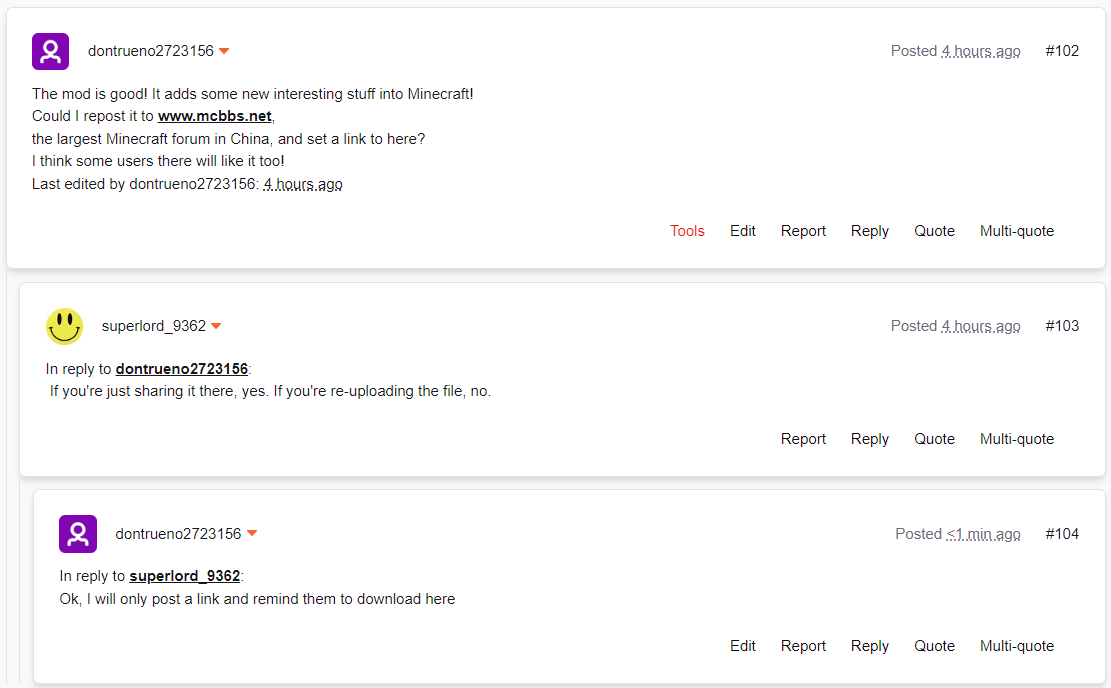 dontrueno2723156
Posted 4 hours ago #102
The mod is good! It adds some new interesting stuff into Minecraft!
Could I repost it to www.mcbbs.net,
the largest Minecraft forum in China, and set a link to here?
I think some users there will like it too!
Last edited by dontrueno2723156: 4 hours ago
Tools Edit Report Reply Quote Multi-quote
superlord_9362
Posted 4 hours ago #103
In reply to dontrueno2723156:
If you're just sharing it there, yes. If you're re-uploading the file, no.
Report Reply Quote Multi-quote
dontrueno2723156
Posted <1 min ago #104
In reply to superlord_9362:
Ok, I will only post a link and remind them to download here
Edit Report Reply Quote Multi-quote